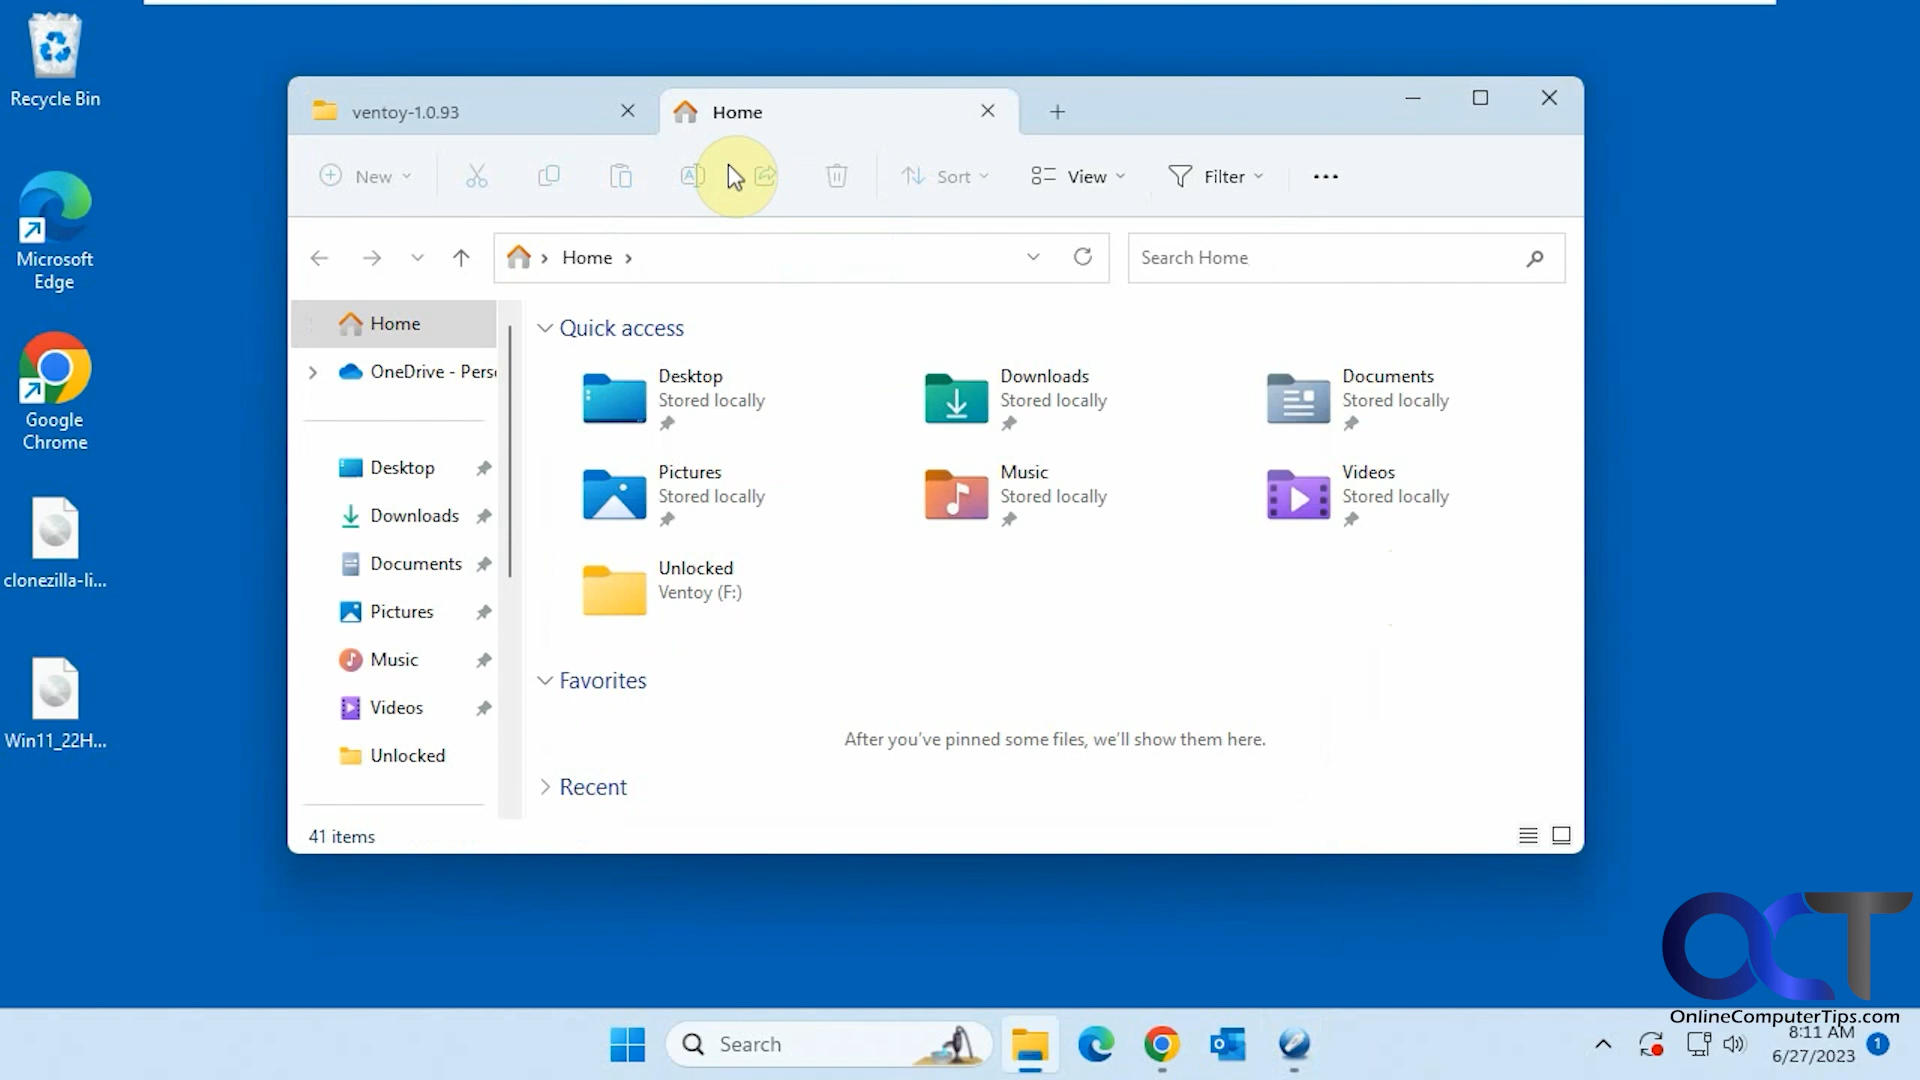 Recycle Bin
Microsoft
Edge
Google
Chrome
clonezilla-li...
Win11_22H...
ventoy-1.0.93
Home
New
A
Sort
View
Filter
Home
Search Home
Home
OneDrive - Pers
Desktop
Downloads
Documents
Pictures
Music
Videos
Unlocked
Quick access
Desktop
Stored locally
Downloads
Stored locally
Documents
Stored locally
Pictures
Stored locally
Music
Stored locally
Videos
Stored locally
Unlocked
Ventoy (F:)
Favorites
After you've pinned some files, we'll show them here.
Recent
41 items
OCT
OnlineComputerTips.com
Search
8:11 AM
6/27/2023
1